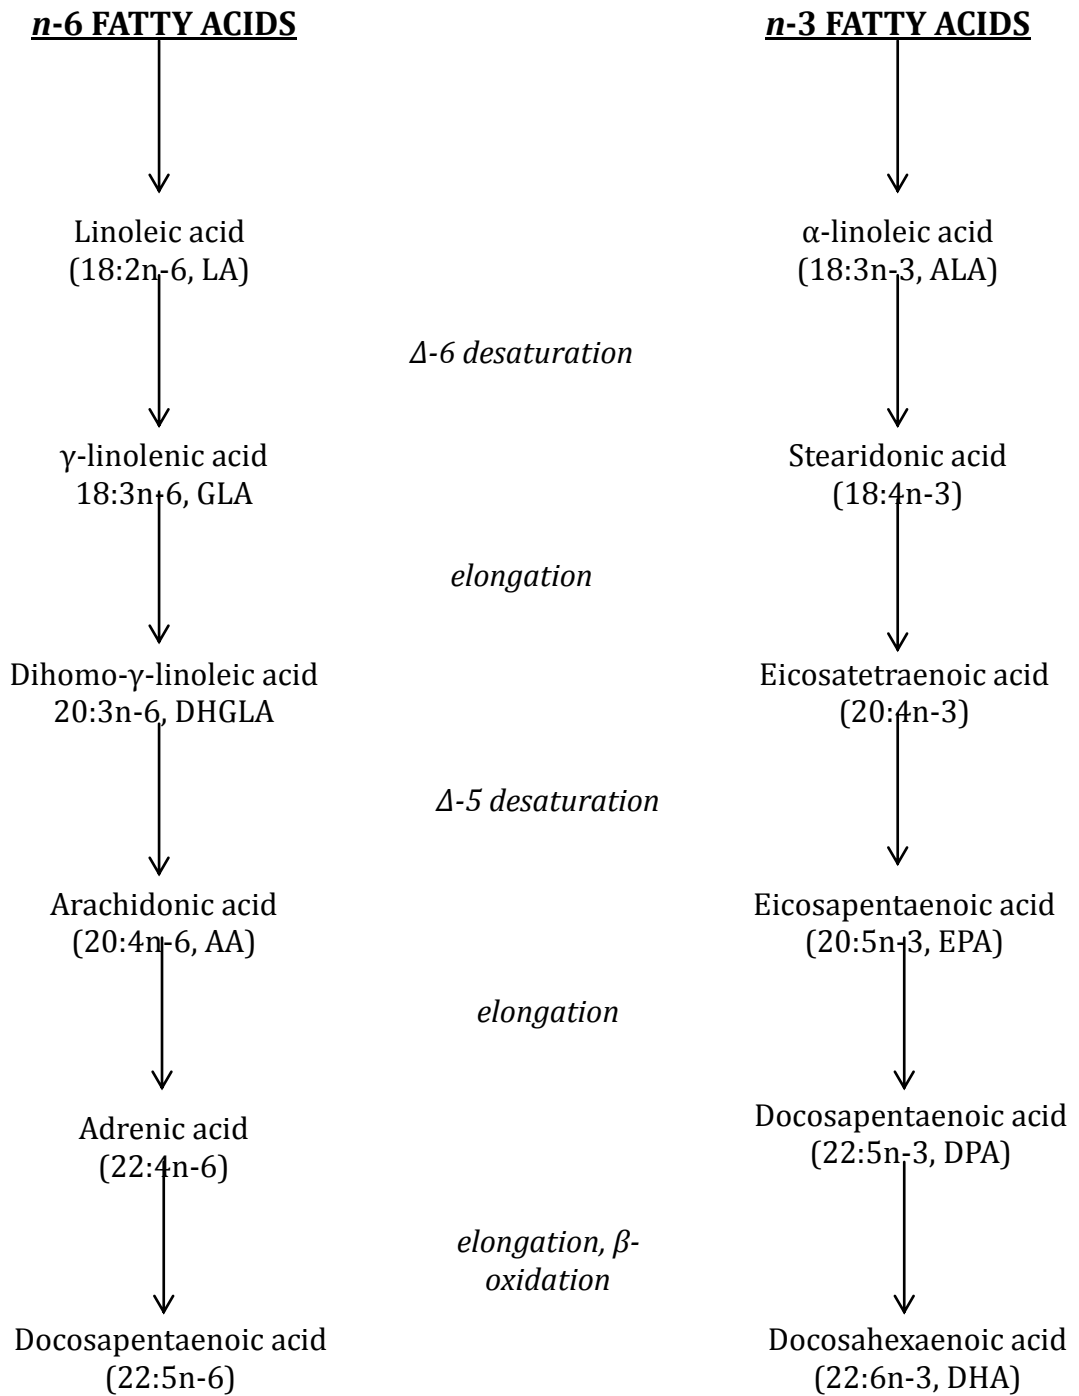 n-6 FATTY ACIDS
n-3 FATTY ACIDS
Linoleic acid
(18:2n-6, LA)
α-linoleic acid
(18:3n-3, ALA)
Δ-6 desaturation
γ-linolenic acid
18:3n-6, GLA
Stearidonic acid
(18:4n-3)
elongation
Dihomo-γ-linoleic acid
20:3n-6, DHGLA
Eicosatetraenoic acid
(20:4n-3)
Δ-5 desaturation
Arachidonic acid
(20:4n-6, AA)
Eicosapentaenoic acid
(20:5n-3, EPA)
elongation
Adrenic acid
(22:4n-6)
Docosapentaenoic acid
(22:5n-3, DPA)
elongation, β-
oxidation
Docosapentaenoic acid
(22:5n-6)
Docosahexaenoic acid
(22:6n-3, DHA)